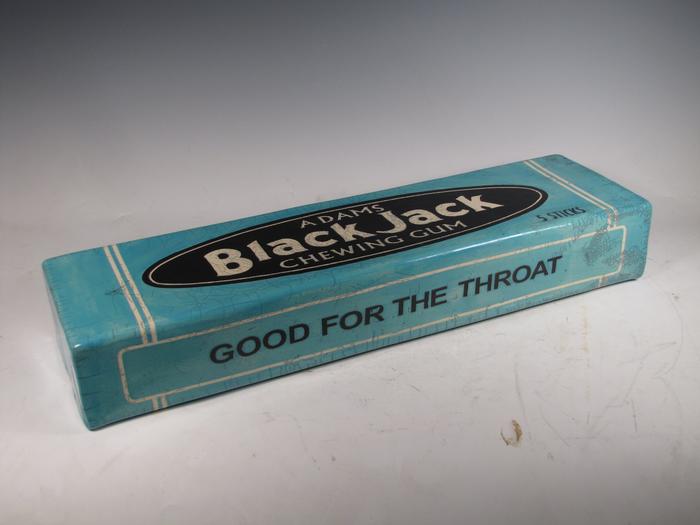 ADAMS
Black Jack
CHEWING GUM
5 STICKS
GOOD FOR THE THROAT